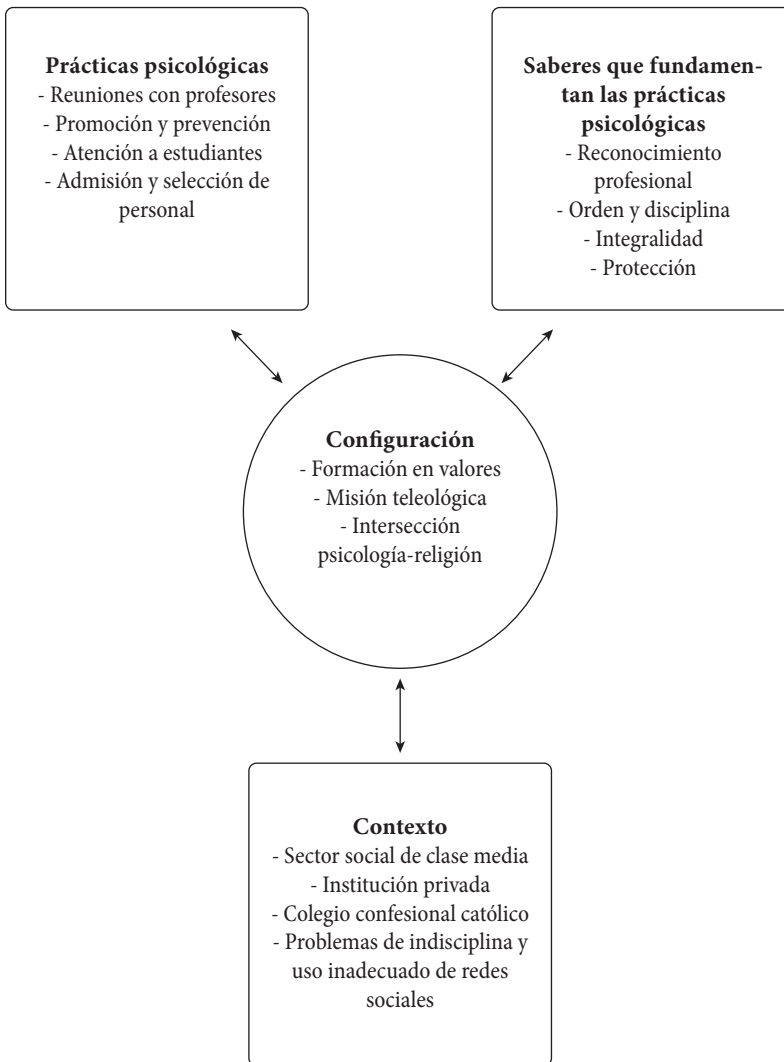 Prácticas psicológicas
- Reuniones con profesores
- Promoción y prevención
- Atención a estudiantes
- Admisión y selección de
personal
Saberes que fundamen-
tan las prácticas
psicológicas
- Reconocimiento
profesional
- Orden y disciplina
- Integralidad
- Protección
Configuración
- Formación en valores
- Misión teleológica
- Intersección
psicología-religión
Contexto
- Sector social de clase media
- Institución privada
- Colegio confesional católico
- Problemas de indisciplina y
uso inadecuado de redes
sociales